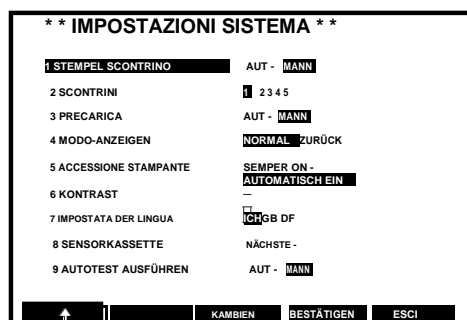 * * IMPOSTAZIONI SISTEMA * *
1 STEMPEL SCONTRINO AUT - MANN
2 SCONTRINI 1 2 3 4 5
3 PRECARICA AUT - MANN
4 MODO-ANZEIGEN NORMAL ZURÜCK
5 ACCESSIONE STAMPANTE SEMPER ON -
AUTOMATISCH EIN
6 KONTRAST –
7 IMPOSTATA DER LINGUA ICH GB DF
8 SENSORKASSETTE NÄCHSTE -
9 AUTOTEST AUSFÜHREN AUT - MANN
KAMBIEN BESTÄTIGEN ESCI